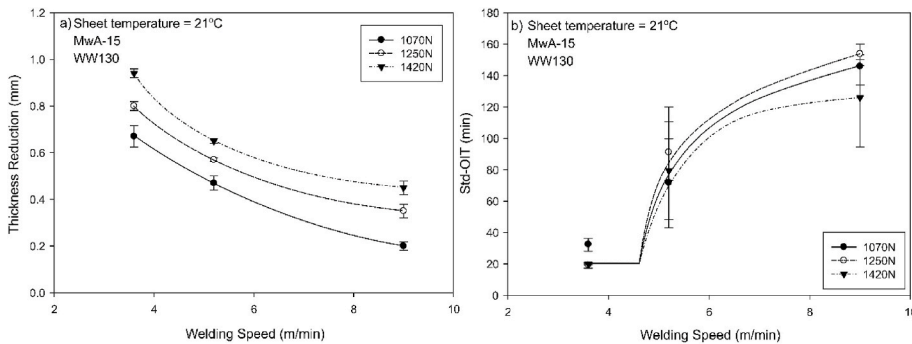 a) Sheet temperature = 21°C
MwA-15
WW130
1070N
1250N
1420N
Thickness Reduction (mm)
1.2
1.0
0.8
0.6
0.4
0.2
0.0
2 4 6 8 10
Welding Speed (m/min)
b) Sheet temperature = 21°C
MwA-15
WW130
1070N
1250N
1420N
Std-OIT (min)
160
140
120
100
80
60
40
20
0
2 4 6 8 10
Welding Speed (m/min)